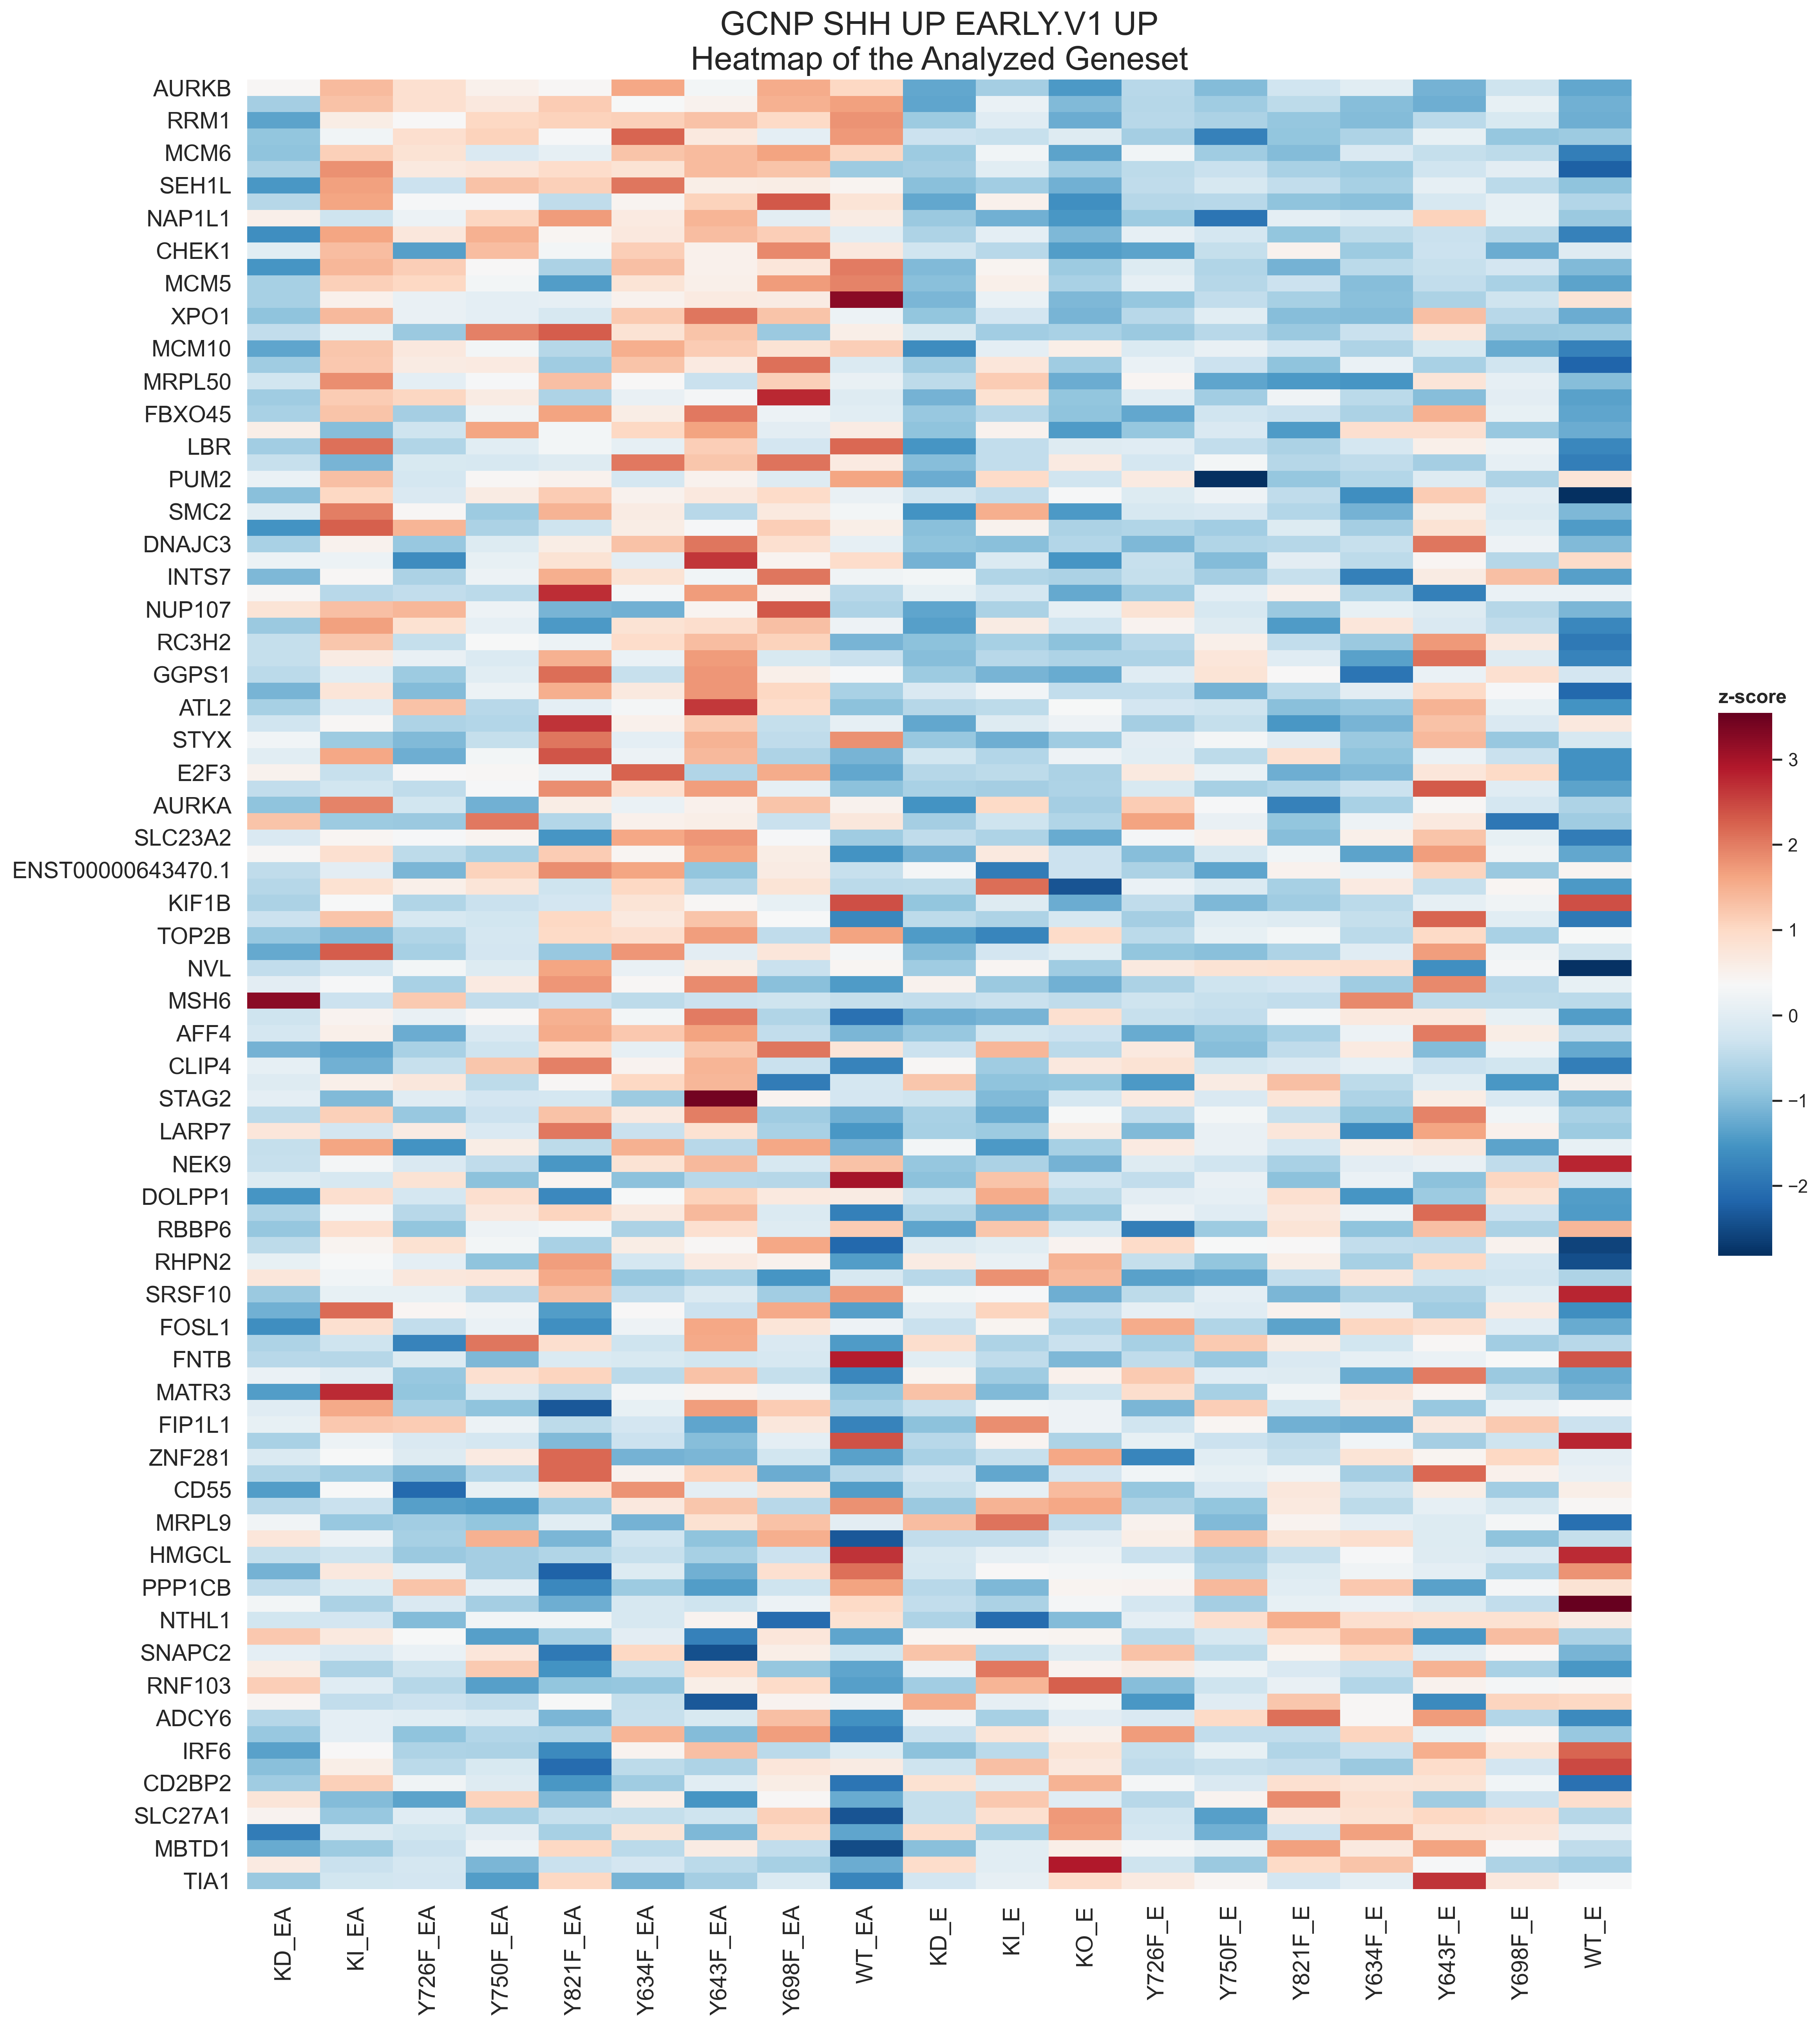 GCNP SHH UP EARLY.V1 UP
Heatmap of the Analyzed Geneset
AURKB
RRM1
MCM6
SEH1L
NAP1L1
CHEK1
MCM5
XPO1
MCM10
MRPL50
FBXO45
LBR
PUM2
SMC2
DNAJC3
INTS7
NUP107
RC3H2
GGPS1
ATL2
STYX
E2F3
AURKA
SLC23A2
ENST00000643470.1
KIF1B
TOP2B
NVL
MSH6
AFF4
CLIP4
STAG2
LARP7
NEK9
DOLPP1
RBBP6
RHPN2
SRSF10
FOSL1
FNTB
MATR3
FIP1L1
ZNF281
CD55
MRPL9
HMGCL
PPP1CB
NTHL1
SNAPC2
RNF103
ADCY6
IRF6
CD2BP2
SLC27A1
MBTD1
TIA1
KD_EA
KI_EA
Y726F_EA
Y750F_EA
Y821F_EA
Y634F_EA
Y643F_EA
Y698F_EA
WT_EA
KD_E
KI_E
KO_E
Y726F_E
Y750F_E
Y821F_E
Y634F_E
Y643F_E
Y698F_E
WT_E
z-score
3
2
1
0
−1
−2